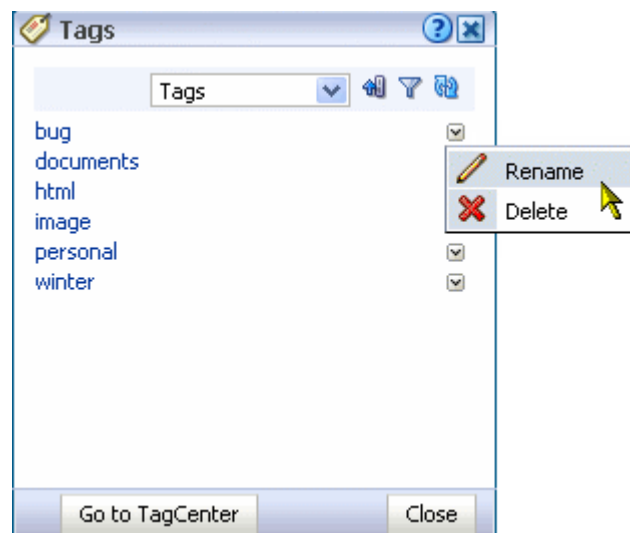 Tags
Tags
bug
documents
Rename
html
Delete
image
personal
winter
Go to TagCenter
Close